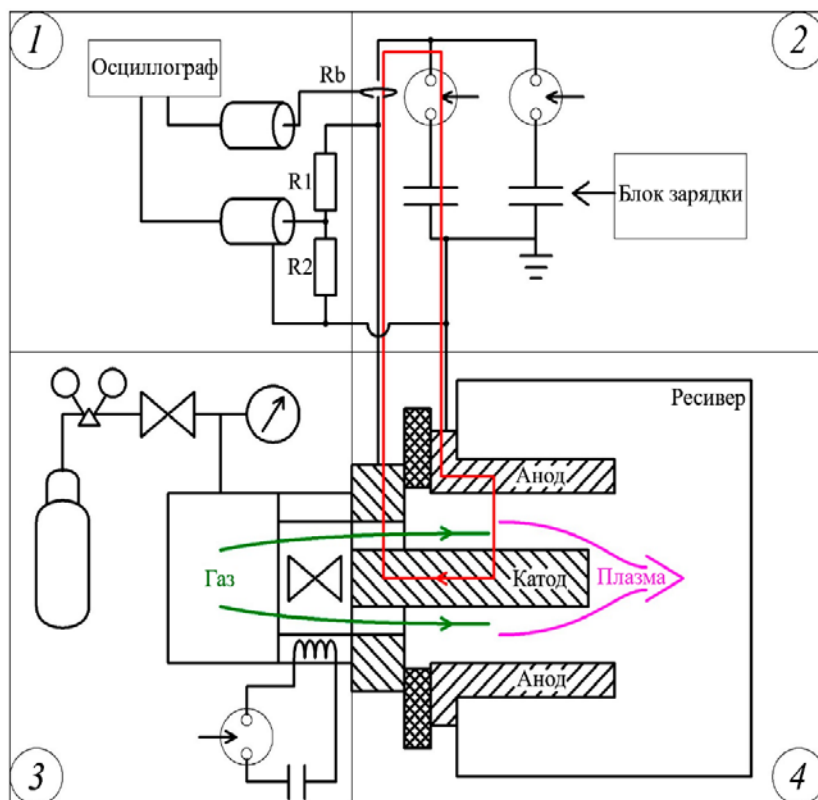 1
2
Осциллограф
Rb
R1
R2
Блок зарядки
Ресивер
Анод
Газ
Катод
Плазма
Анод
3
4